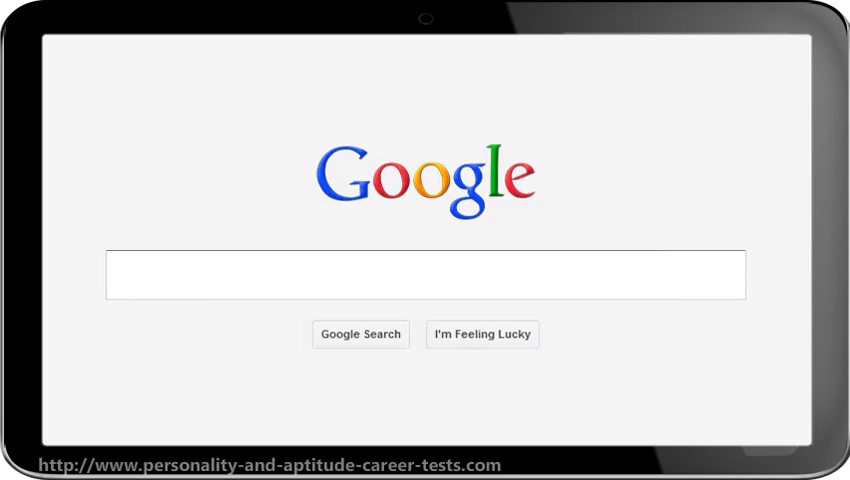 Google
Google Search
I'm Feeling Lucky
http://www.personality-and-aptitude-career-tests.com